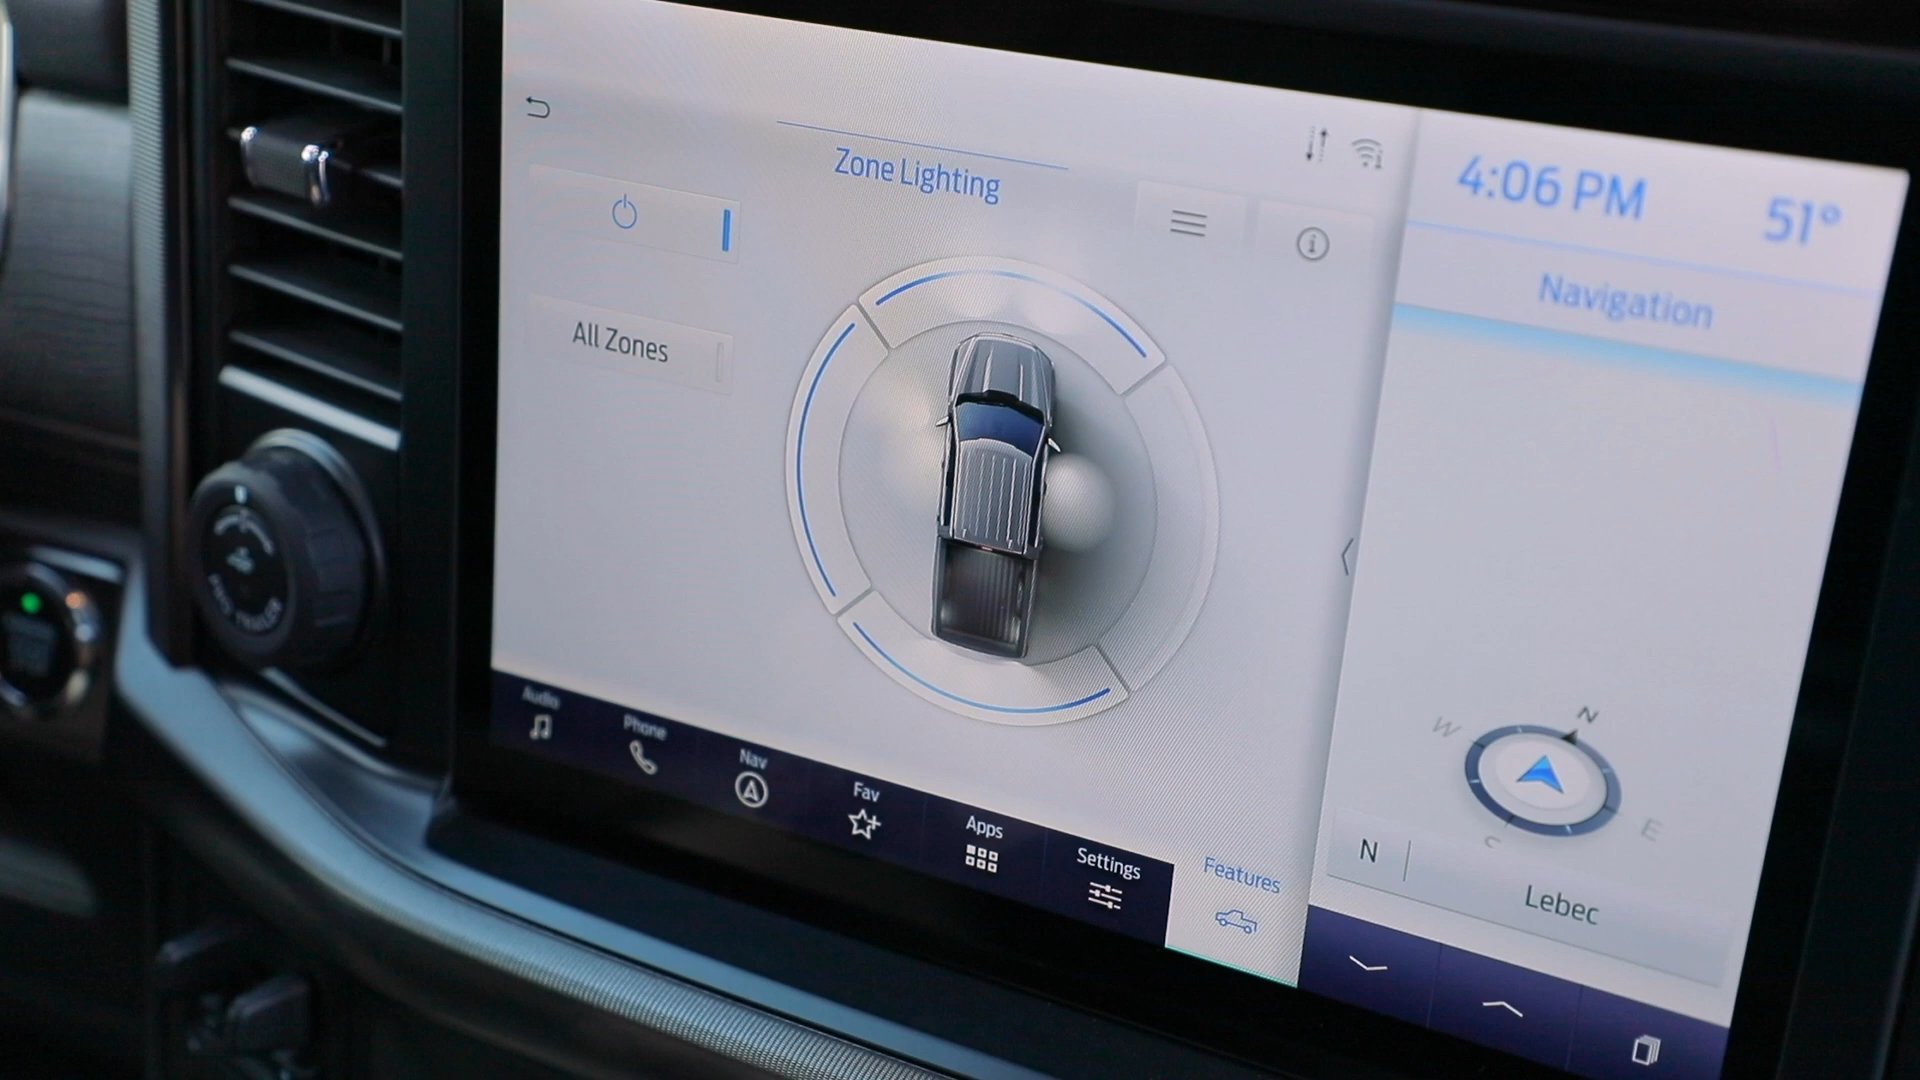 Zone Lighting
All Zones
4:06 PM
51°
Navigation
N
W
E
N
Lebec
Audio
Phone
Nav
Fav
Apps
Settings
Features